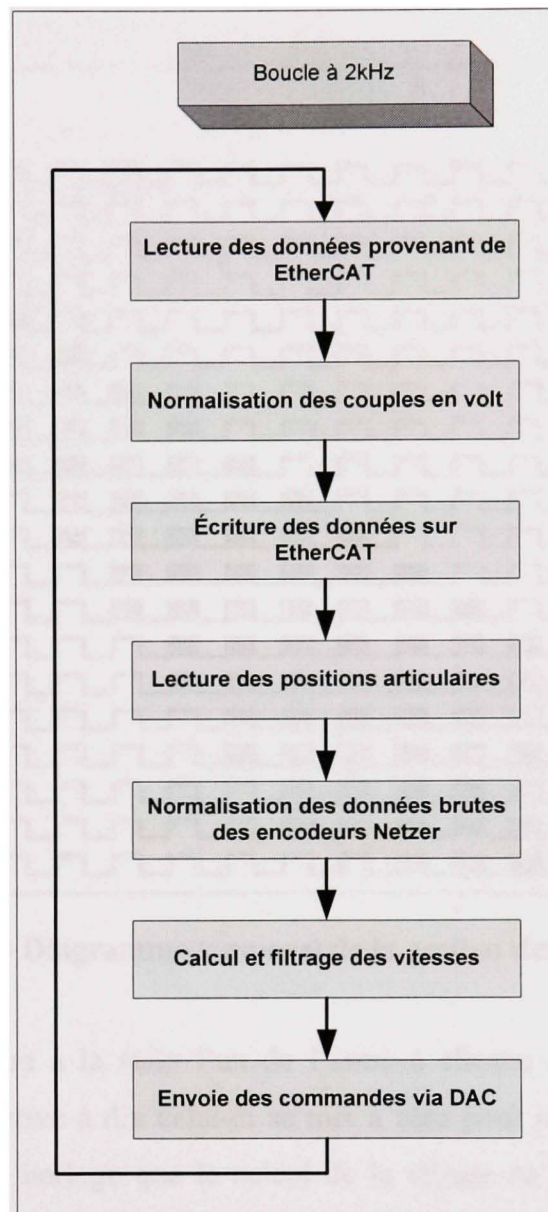 Boucle à 2kHz
Lecture des données provenant de
EtherCAT
Normalisation des couples en volt
Écriture des données sur
EtherCAT
Lecture des positions articulaires
Normalisation des données brutes
des encodeurs Netzer
Calcul et filtrage des vitesses
Envoie des commandes via DAC